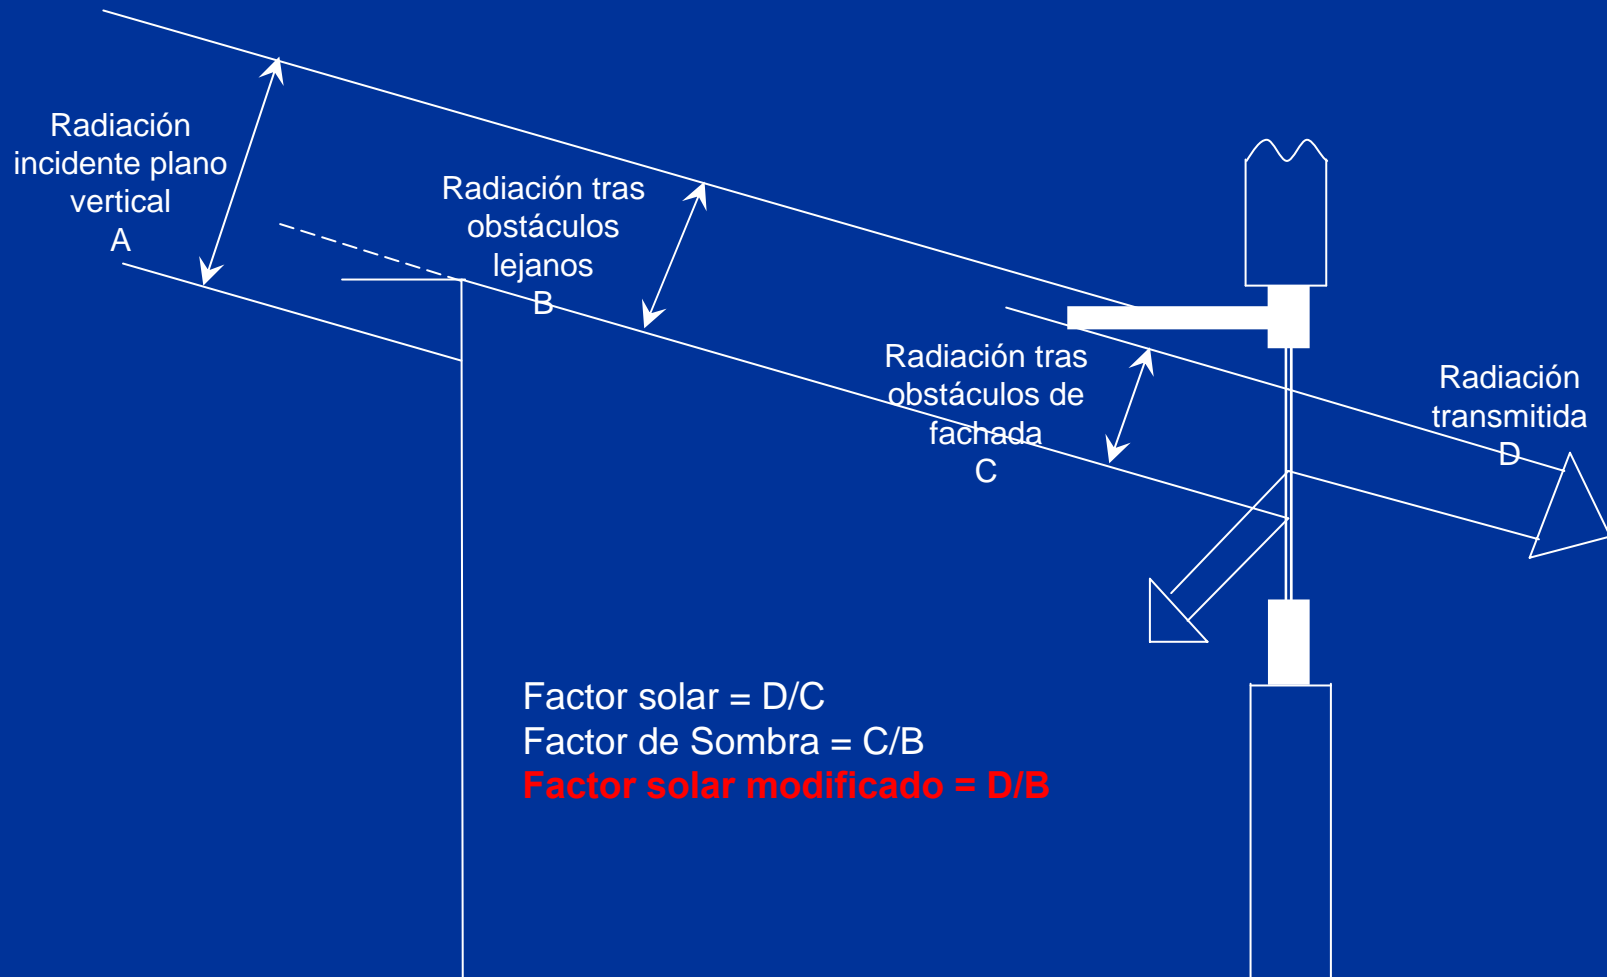 Radiación
incidente plano
vertical
A
Radiación tras
obstáculos
lejanos
B
Radiación tras
obstáculos de
fachada
C
Radiación
transmitida
D
Factor solar = D/C
Factor de Sombra = C/B
Factor solar modificado = D/B